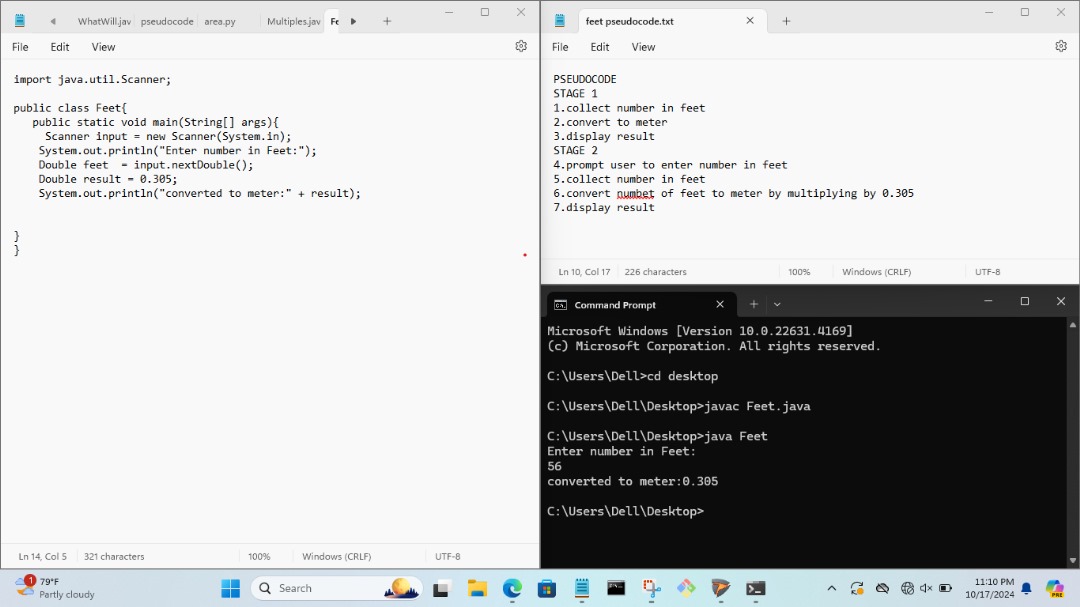 WhatWill.jav pseudocode area.py Multiples.jav Fe
File Edit View
import java.util.Scanner;
public class Feet{
public static void main(String[] args){
Scanner input = new Scanner(System.in);
System.out.println("Enter number in Feet:");
Double feet  = input.nextDouble();
Double result = 0.305;
System.out.println("converted to meter:" + result);
}
}
Ln 14, Col 5 321 characters 100% Windows (CRLF) UTF-8
feet pseudocode.txt
File Edit View
PSEUDOCODE
STAGE 1
1.collect number in feet
2.convert to meter
3.display result
STAGE 2
4.prompt user to enter number in feet
5.collect number in feet
6.convert numbet of feet to meter by multiplying by 0.305
7.display result
Ln 10, Col 17 226 characters 100% Windows (CRLF) UTF-8
Command Prompt
Microsoft Windows [Version 10.0.22631.4169]
(c) Microsoft Corporation. All rights reserved.
C:\Users\Dell>cd desktop
C:\Users\Dell\Desktop>javac Feet.java
C:\Users\Dell\Desktop>java Feet
Enter number in Feet:
56
converted to meter:0.305
C:\Users\Dell\Desktop>
1
79°F
Partly cloudy
Search
11:10 PM
10/17/2024
PRE